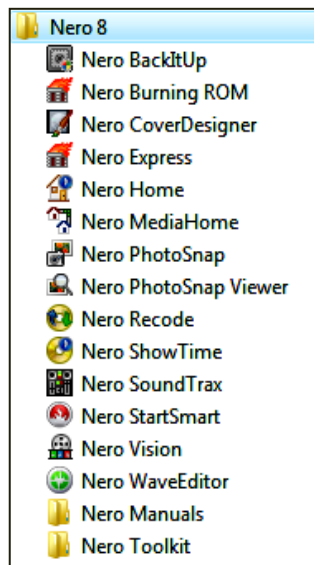 Nero 8
Nero BackItUp
Nero Burning ROM
Nero CoverDesigner
Nero Express
Nero Home
Nero MediaHome
Nero PhotoSnap
Nero PhotoSnap Viewer
Nero Recode
Nero ShowTime
Nero SoundTrax
Nero StartSmart
Nero Vision
Nero WaveEditor
Nero Manuals
Nero Toolkit